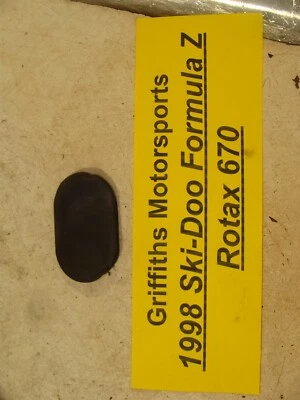 Griffiths Motorsports
1998 Ski-Doo Formula Z
Rotax 670